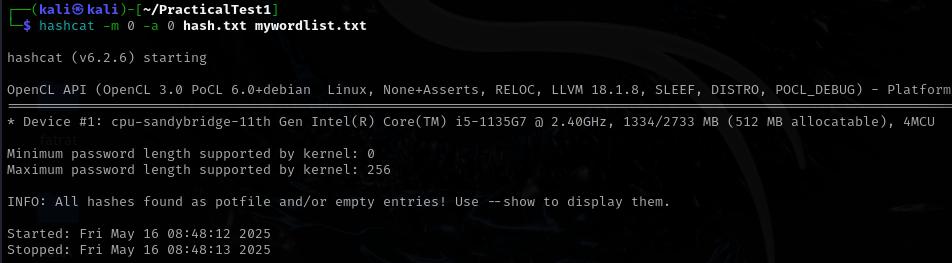 ┌──(kali㉿kali)-[~/PracticalTest1]
└─$ hashcat -m 0 -a 0 hash.txt mywordlist.txt
hashcat (v6.2.6) starting
OpenCL API (OpenCL 3.0 PoCL 6.0+debian  Linux, None+Asserts, RELOC, LLVM 18.1.8, SLEEF, DISTRO, POCL_DEBUG) - Platform
* Device #1: cpu-sandybridge-11th Gen Intel(R) Core(TM) i5-1135G7 @ 2.40GHz, 1334/2733 MB (512 MB allocatable), 4MCU
fatrat
Minimum password length supported by kernel: 0
Maximum password length supported by kernel: 256
INFO: All hashes found as potfile and/or empty entries! Use --show to display them.
Started: Fri May 16 08:48:12 2025
Stopped: Fri May 16 08:48:13 2025